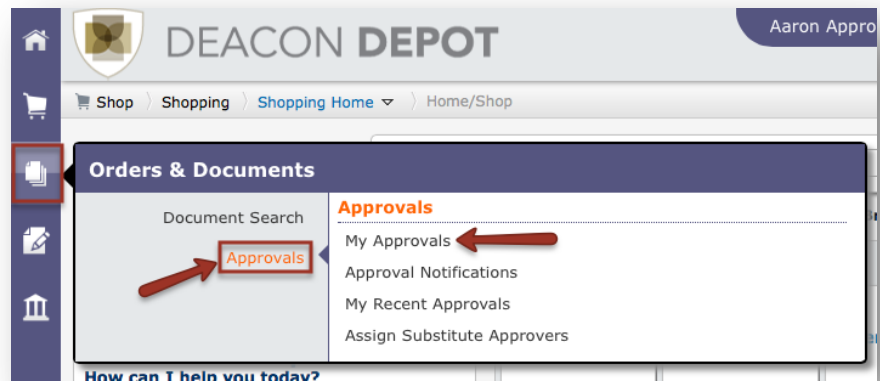 DEACON DEPOT
Aaron Appro
Shop Shopping Shopping Home Home/Shop
Orders & Documents
Document Search
Approvals
Approvals
My Approvals
Approval Notifications
My Recent Approvals
Assign Substitute Approvers
How can I help you today?